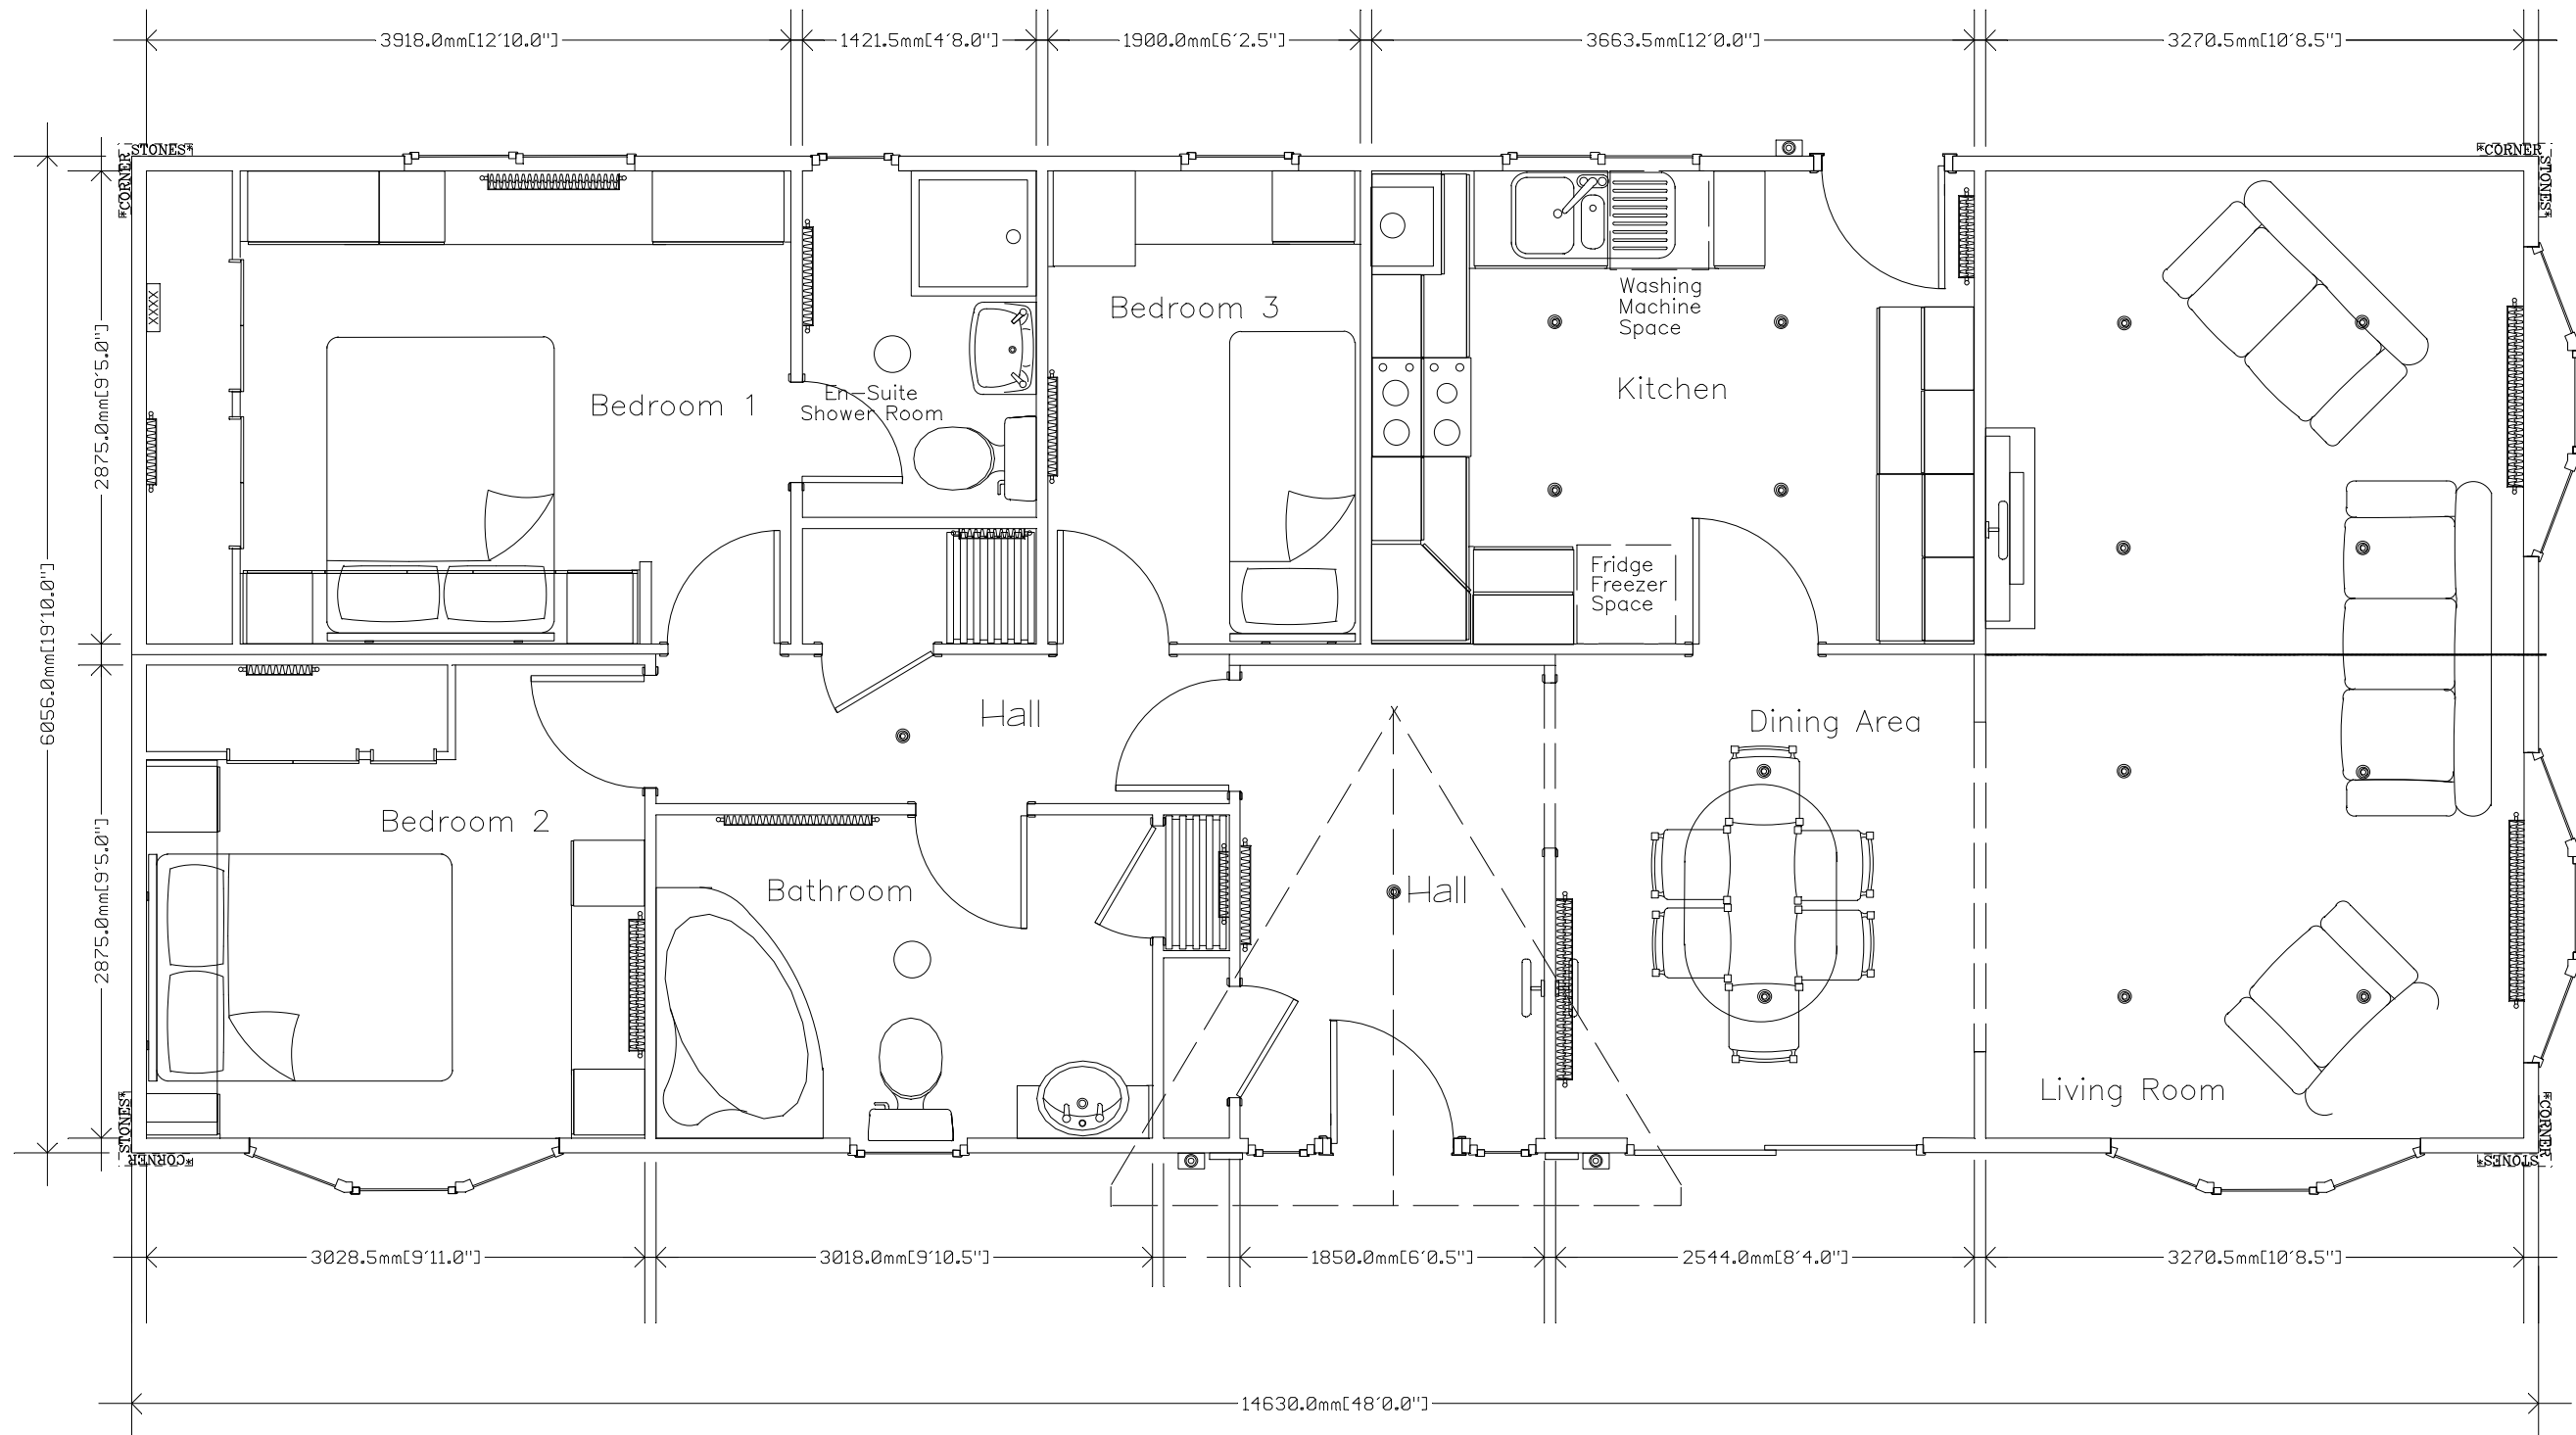 3918.0mm[12'10.0"]
1421.5mm[4'8.0"]
1900.0mm[6'2.5"]
3663.5mm[12'0.0"]
3270.5mm[10'8.5"]
STONES*
*CORNER
*CORNER
STONES*
XXXX
Washing
Machine
Space
Bedroom 3
Kitchen
Bedroom 1
En-Suite
Shower Room
2875.0mm[9'5.0"]
6056.0mm[19'10.0"]
Fridge
Freezer
Space
Hall
Dining Area
Bedroom 2
Bathroom
Hall
2875.0mm[9'5.0"]
Living Room
STONES*
*CORNER
*CORNER
STONES*
3028.5mm[9'11.0"]
3018.0mm[9'10.5"]
1850.0mm[6'0.5"]
2544.0mm[8'4.0"]
3270.5mm[10'8.5"]
14630.0mm[48'0.0"]